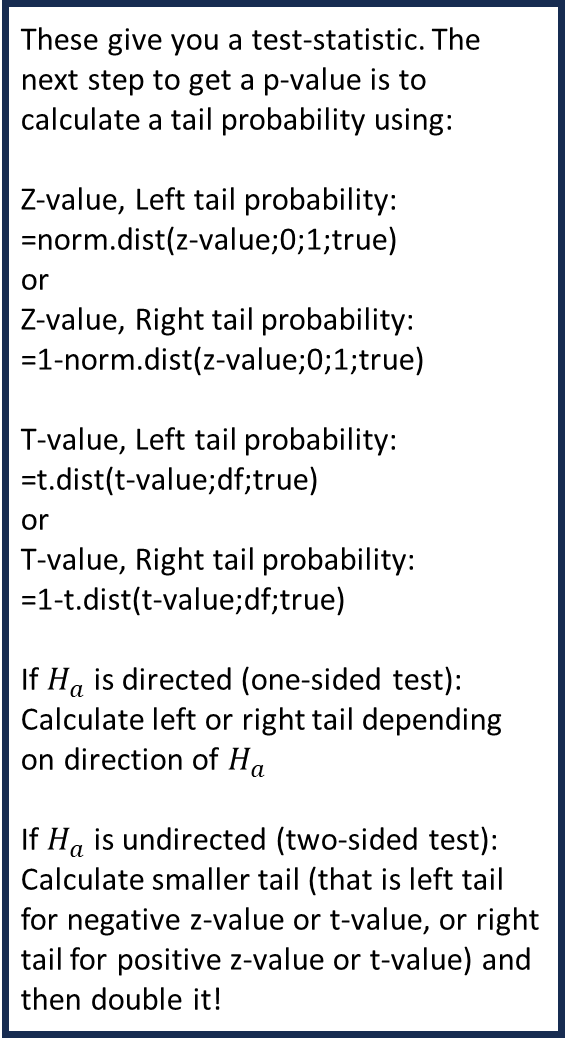 These give you a test-statistic. The
next step to get a p-value is to
calculate a tail probability using:
Z-value, Left tail probability:
=norm.dist(z-value;0;1;true)
or
Z-value, Right tail probability:
=1-norm.dist(z-value;0;1;true)
T-value, Left tail probability:
=t.dist(t-value;df;true)
or
T-value, Right tail probability:
=1-t.dist(t-value;df;true)
If Hₐ is directed (one-sided test):
Calculate left or right tail depending
on direction of Hₐ
If Hₐ is undirected (two-sided test):
Calculate smaller tail (that is left tail
for negative z-value or t-value, or right
tail for positive z-value or t-value) and
then double it!